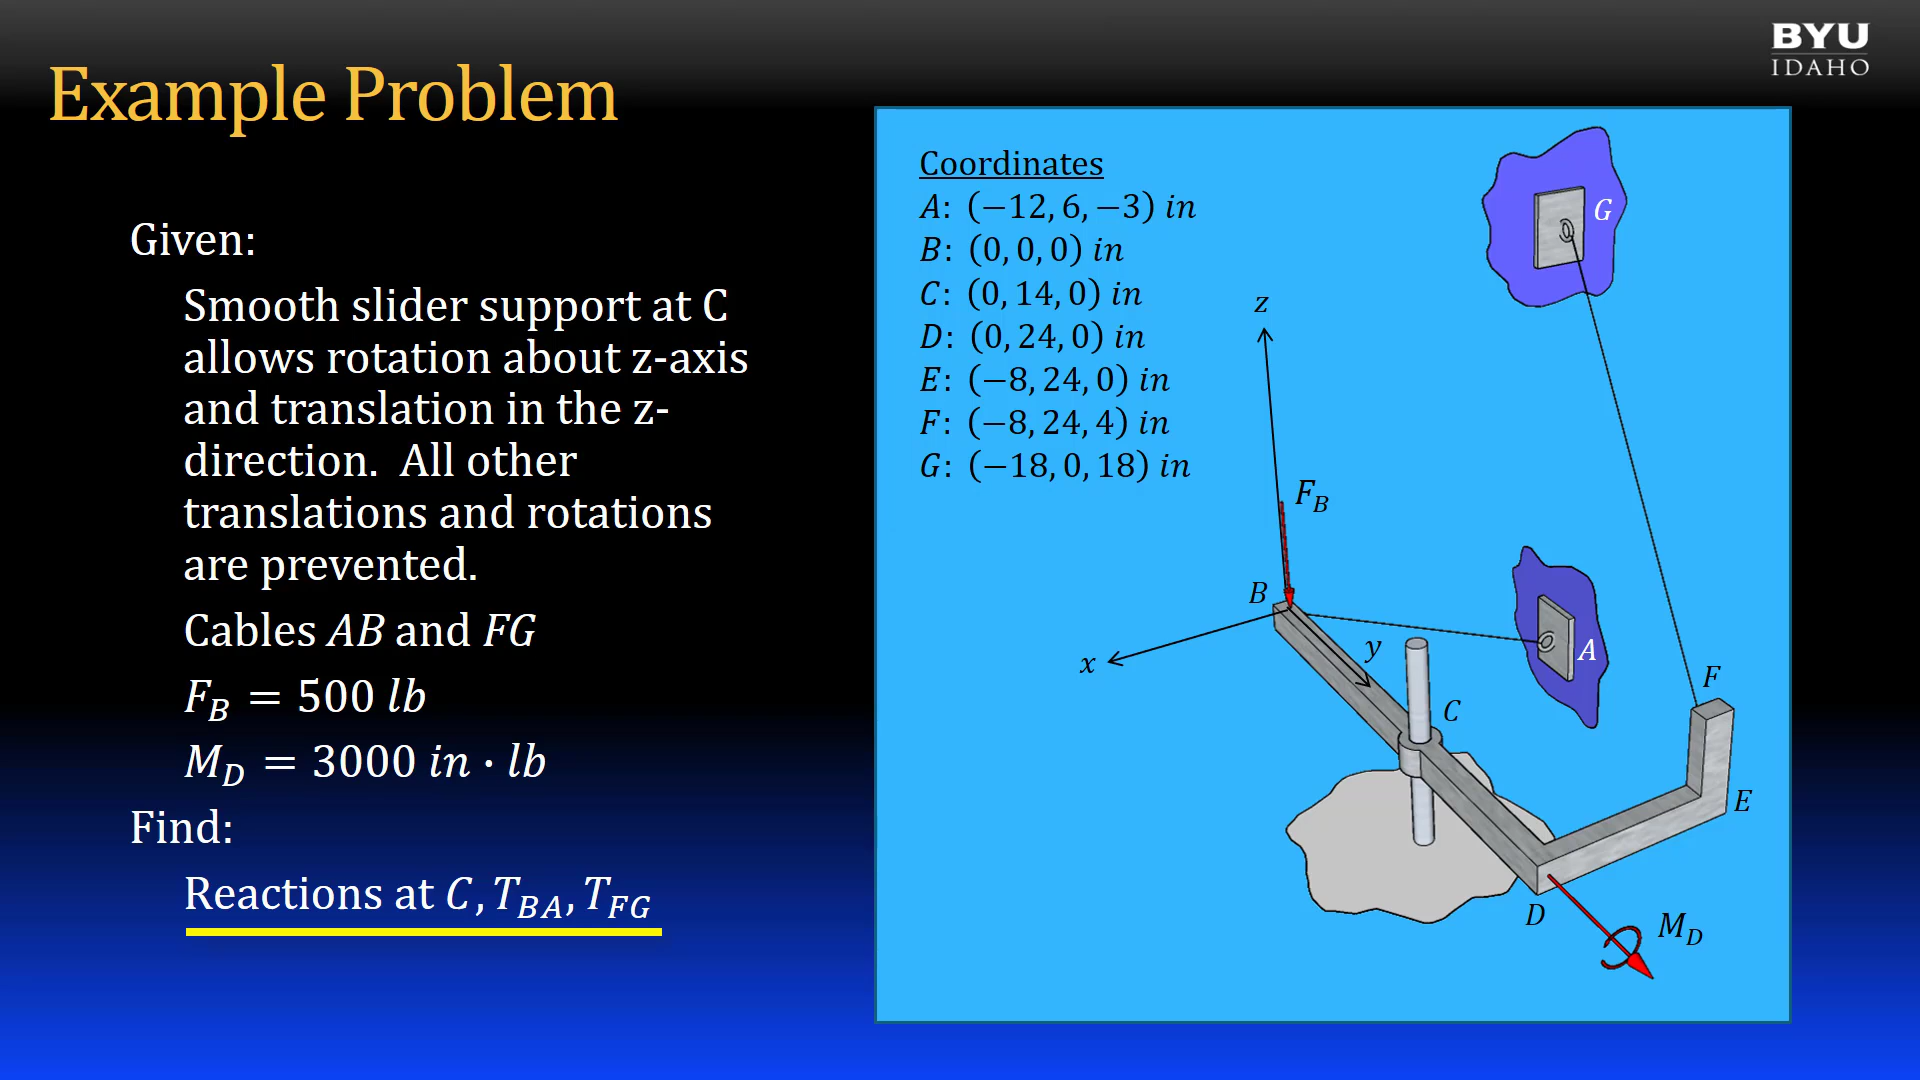 BYU
IDAHO
Example Problem
Given:
Smooth slider support at C
allows rotation about z-axis
and translation in the z-
direction. All other
translations and rotations
are prevented.
Cables AB and FG
F_B = 500 lb
M_D = 3000 in · lb
Find:
Reactions at C, T_BA, T_FG
Coordinates
A: (−12, 6, −3) in
B: (0, 0, 0) in
C: (0, 14, 0) in
D: (0, 24, 0) in
E: (−8, 24, 0) in
F: (−8, 24, 4) in
G: (−18, 0, 18) in
G
z
F_B
B
x
y
A
C
F
E
D
M_D